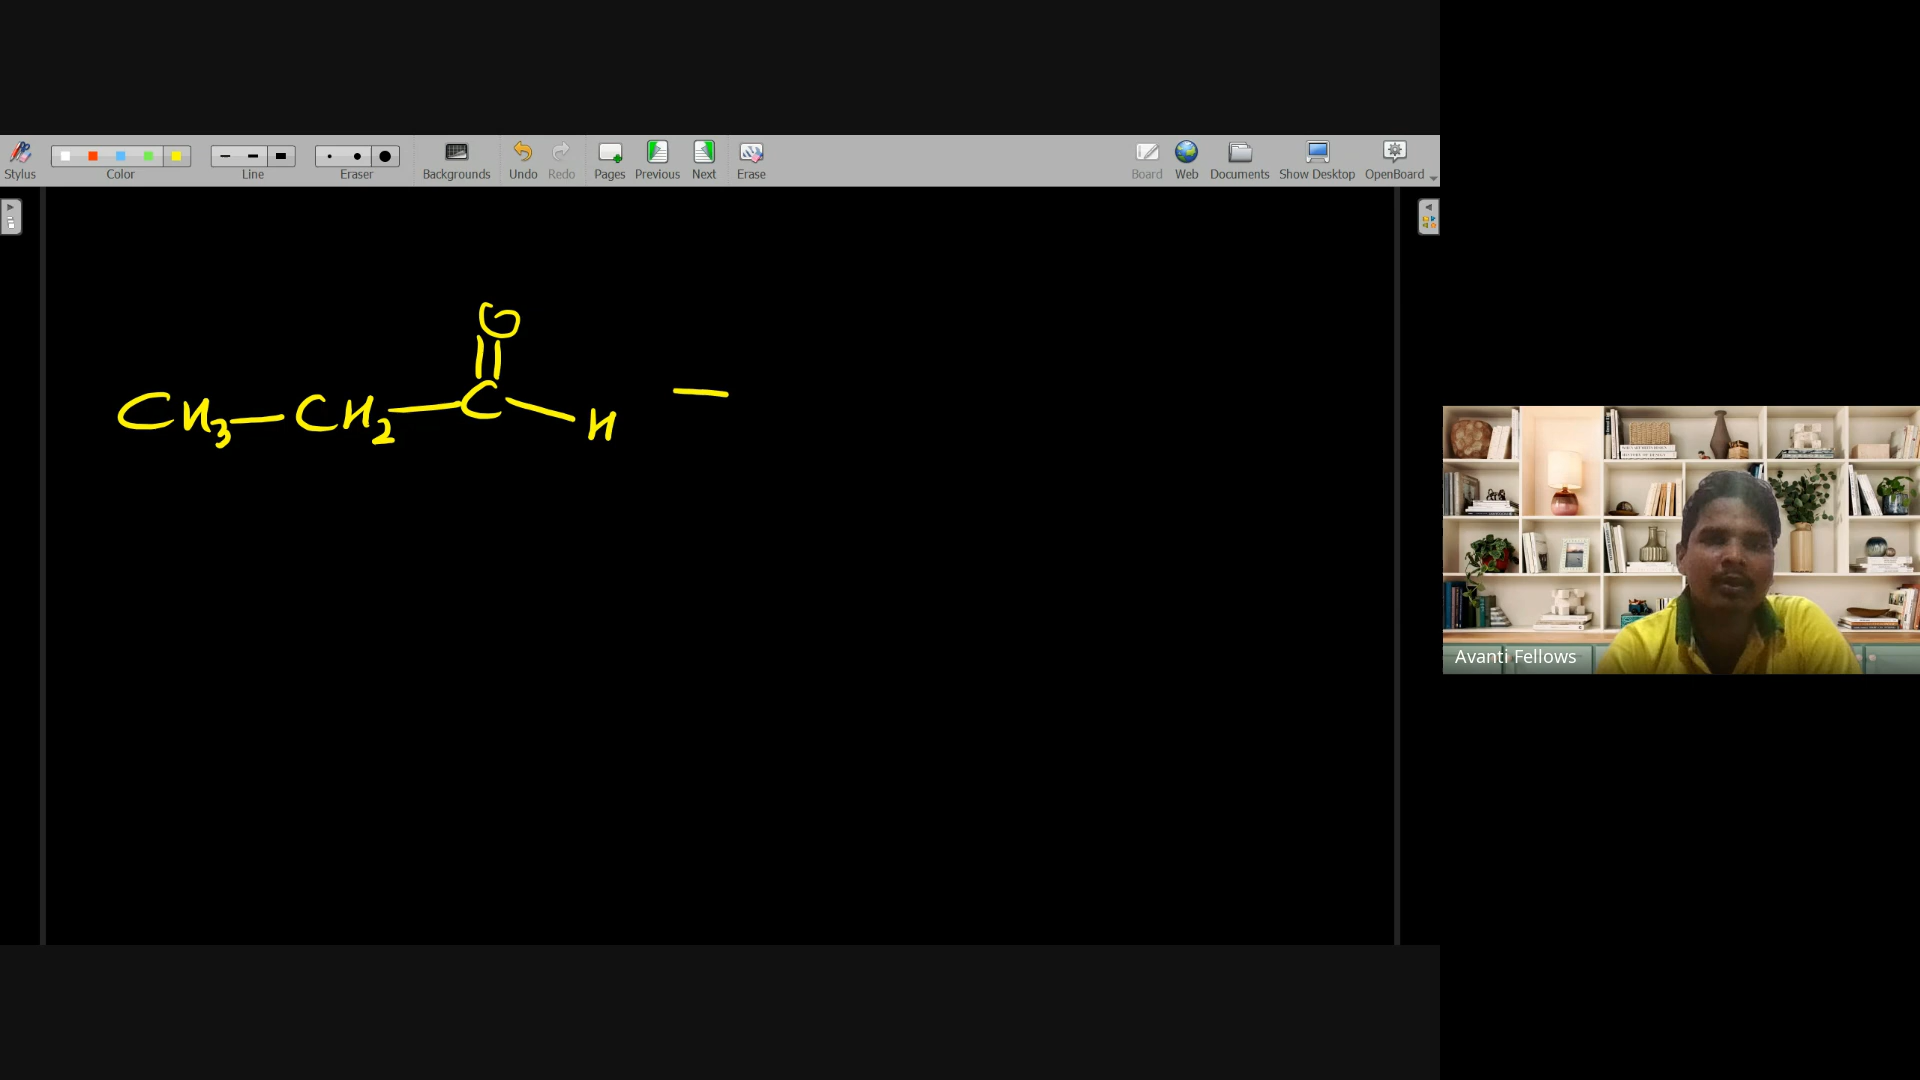 Stylus
Color
Line
Eraser
Backgrounds
Undo
Redo
Pages
Previous
Next
Erase
Board
Web
Documents
Show Desktop
OpenBoard
O
||
CH₃—CH₂—C—H —
Avanti Fellows